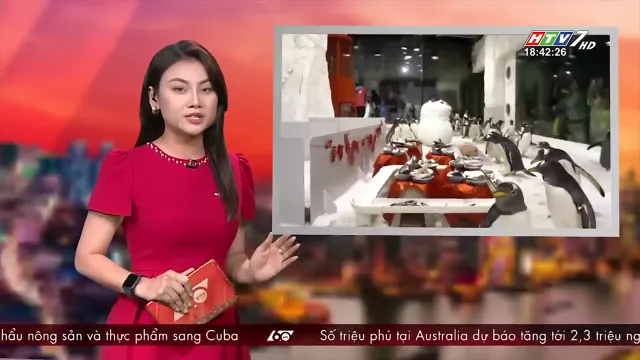 HTV7 HD
18:42:26
hẩu nông sản và thực phẩm sang Cuba 60 Số triệu phú tại Australia dự báo tăng tới 2,3 triệu ng